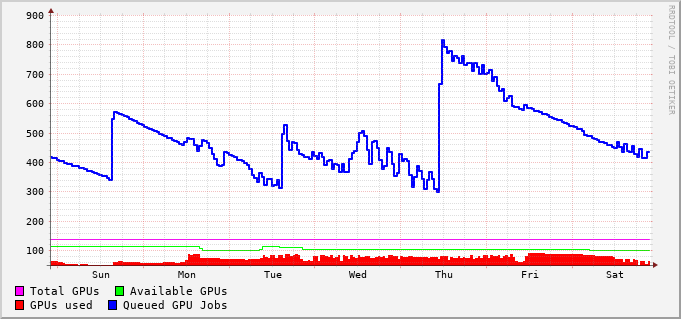 RRDTOOL / TOBI OETIKER
900
800
700
600
500
400
300
200
100
Sun Mon Tue Wed Thu Fri Sat
Total GPUs Available GPUs
GPUs used Queued GPU Jobs